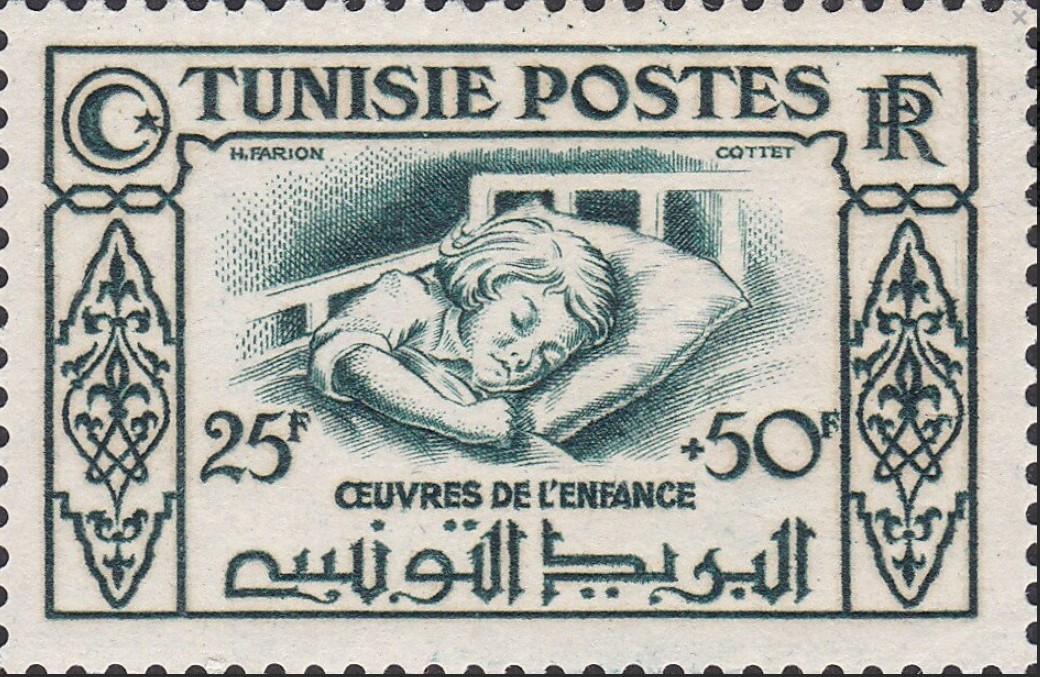 TUNISIE POSTES
RF
H.FARION
COTTET
25F
+50F
ŒUVRES DE L'ENFANCE
البريد التونسي